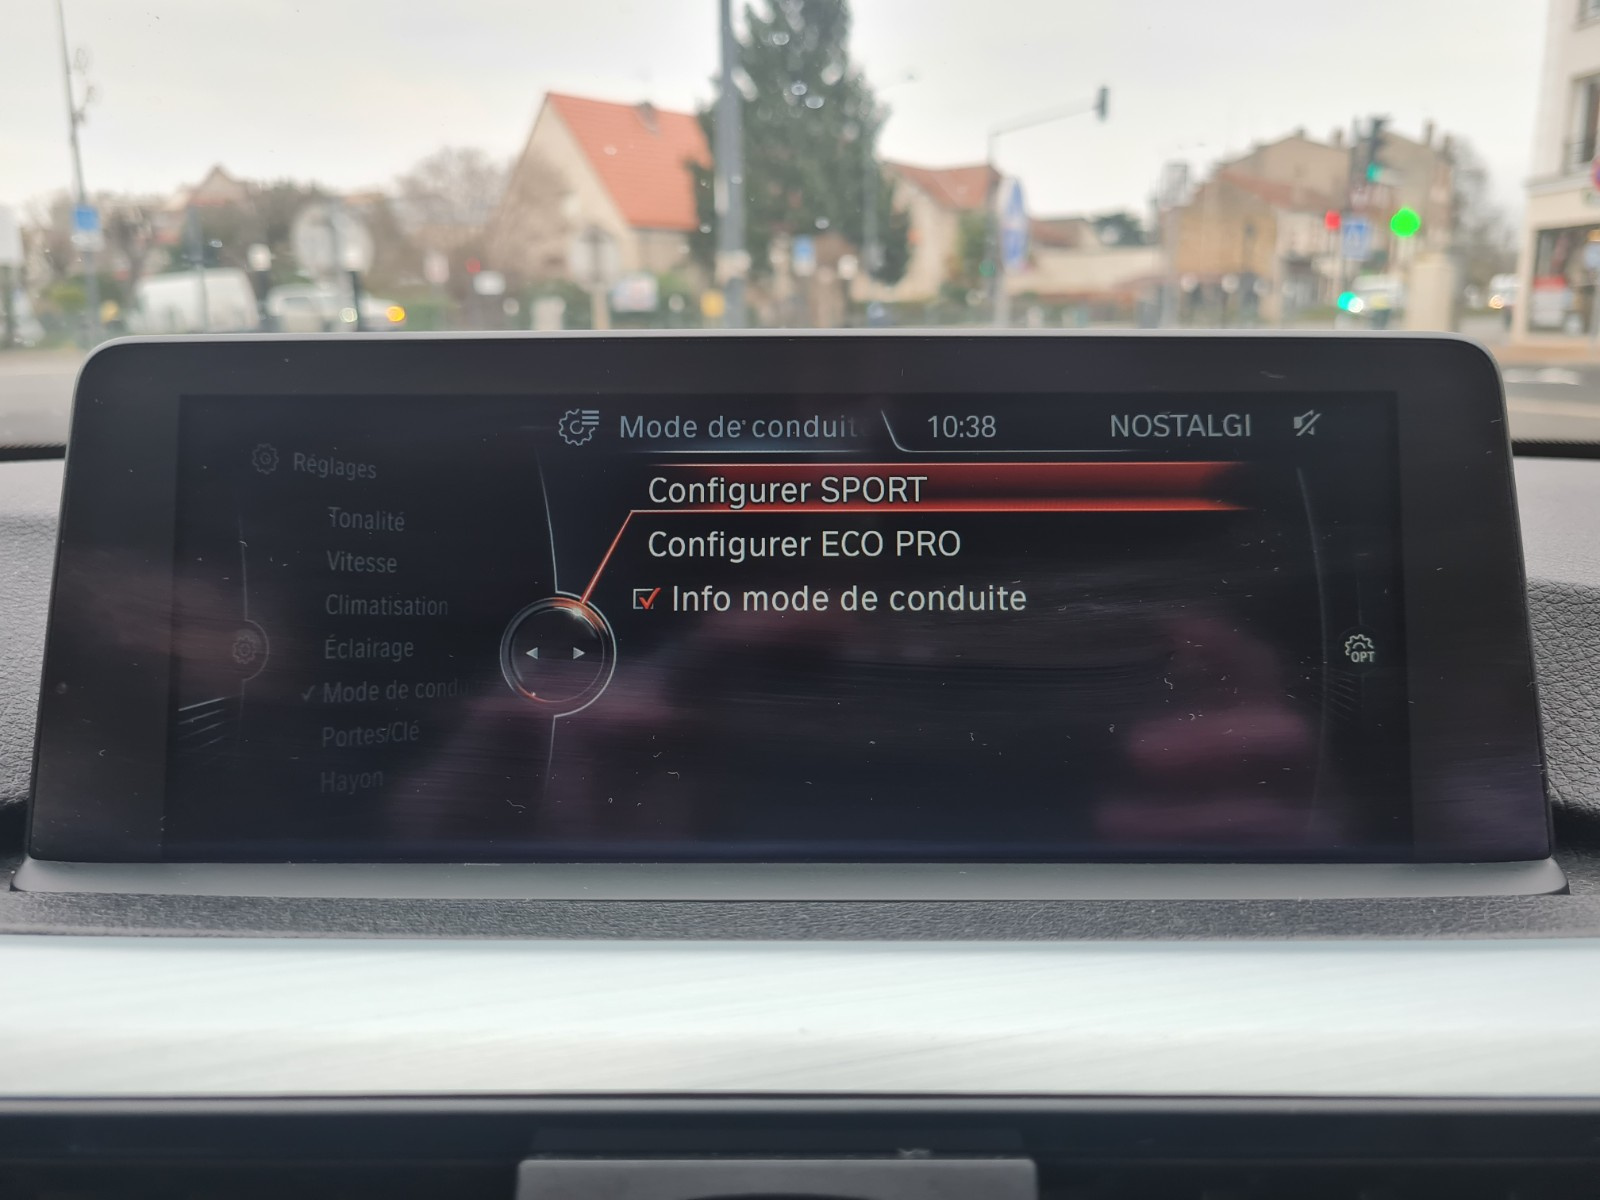 Mode de conduit
10:38
NOSTALGI
Réglages
Tonalité
Vitesse
Climatisation
Éclairage
Mode de cond
Portes/Clé
Hayon
Configurer SPORT
Configurer ECO PRO
Info mode de conduite
OPT